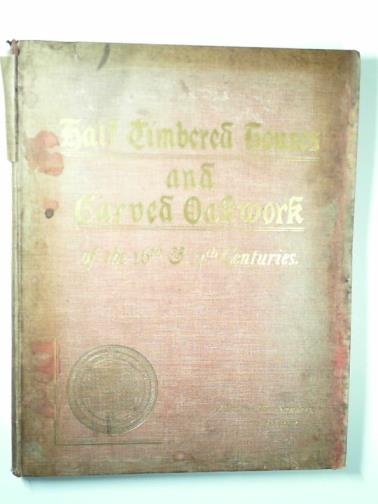 Half Timbered Houses
and
Carved Oakwork
of the 16th & 17th Centuries.